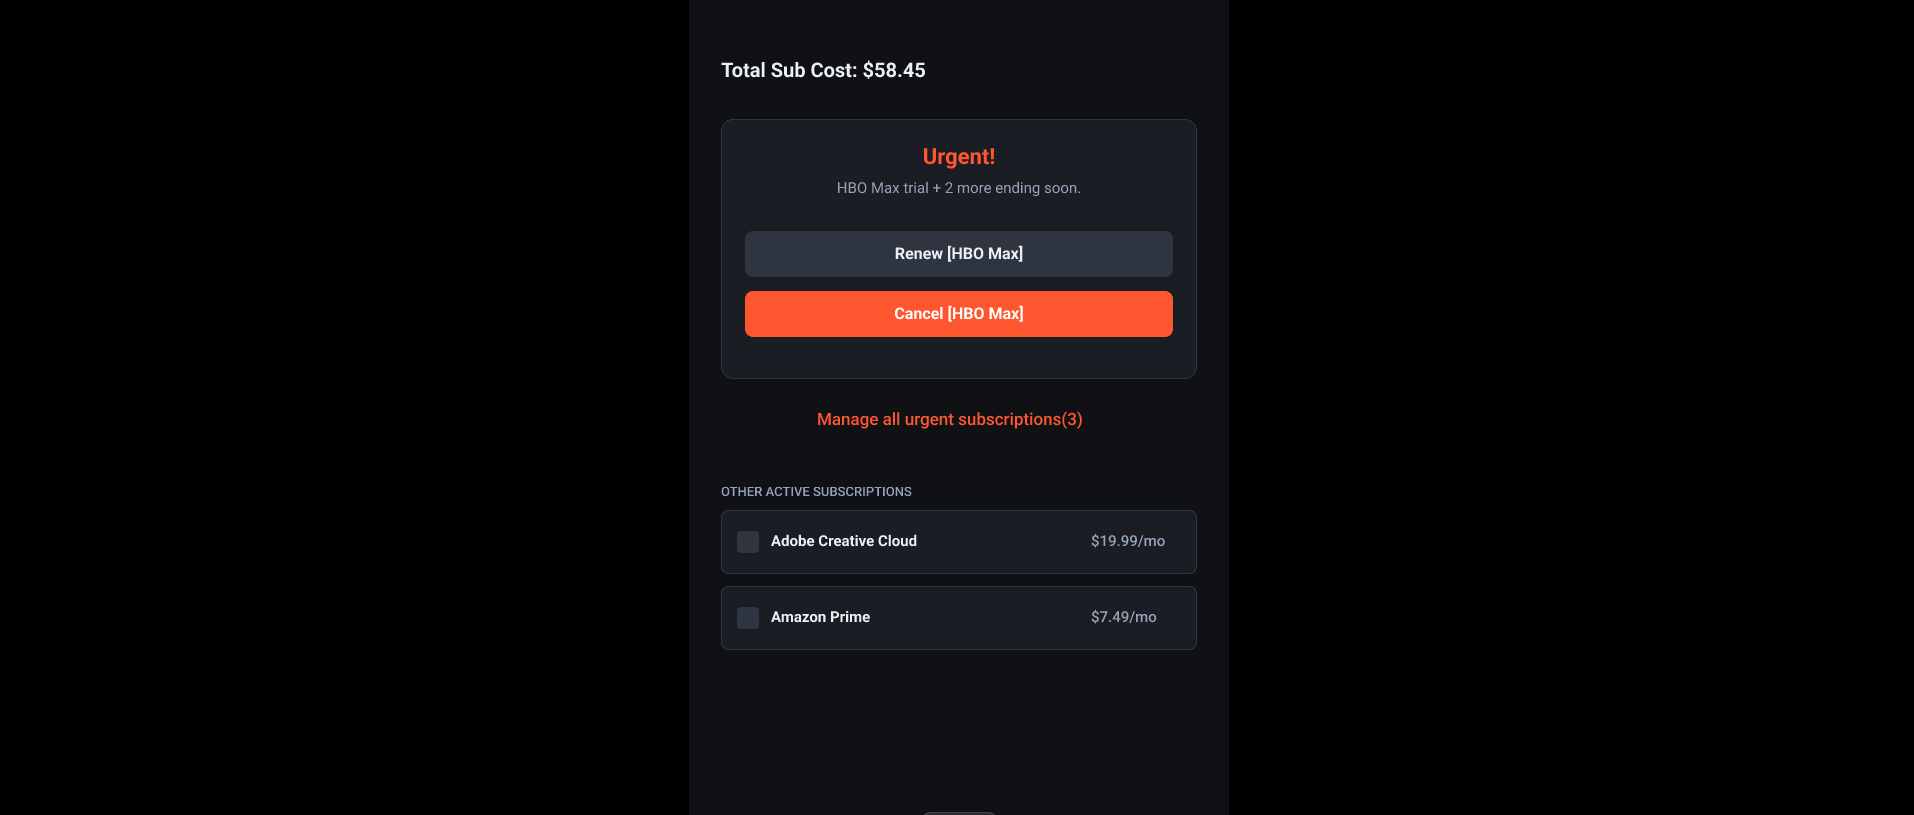 Total Sub Cost: $58.45
Urgent!
HBO Max trial + 2 more ending soon.
Renew [HBO Max]
Cancel [HBO Max]
Manage all urgent subscriptions(3)
OTHER ACTIVE SUBSCRIPTIONS
Adobe Creative Cloud $19.99/mo
Amazon Prime $7.49/mo